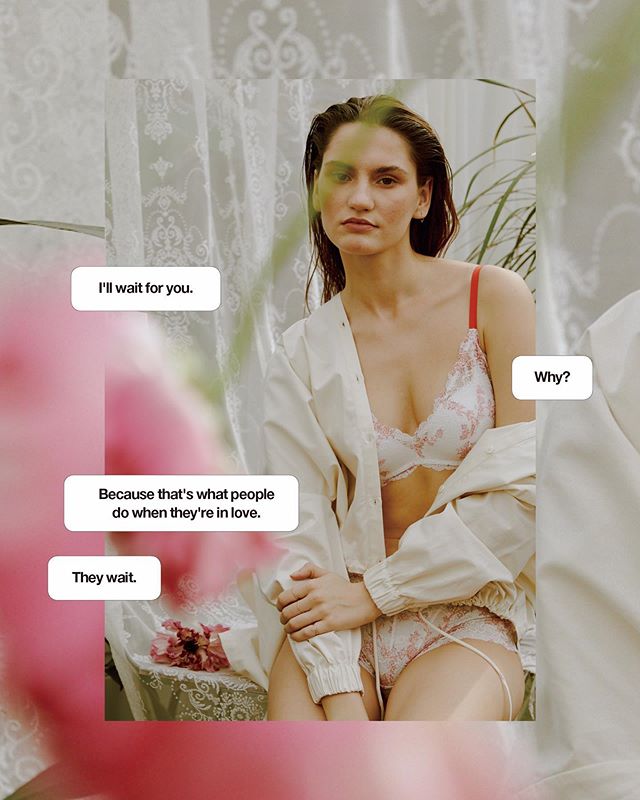 I'll wait for you.
Why?
Because that's what people
do when they're in love.
They wait.